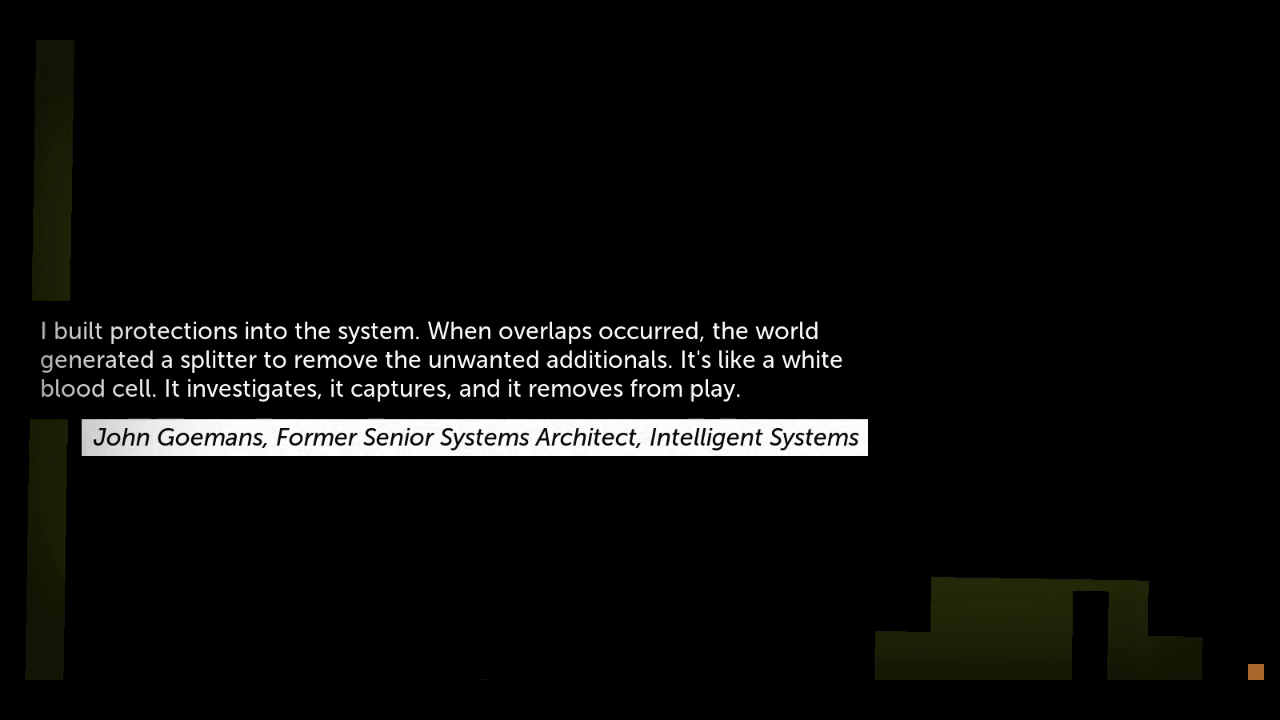 I built protections into the system. When overlaps occurred, the world
generated a splitter to remove the unwanted additionals. It's like a white
blood cell. It investigates, it captures, and it removes from play.
John Goemans, Former Senior Systems Architect, Intelligent Systems